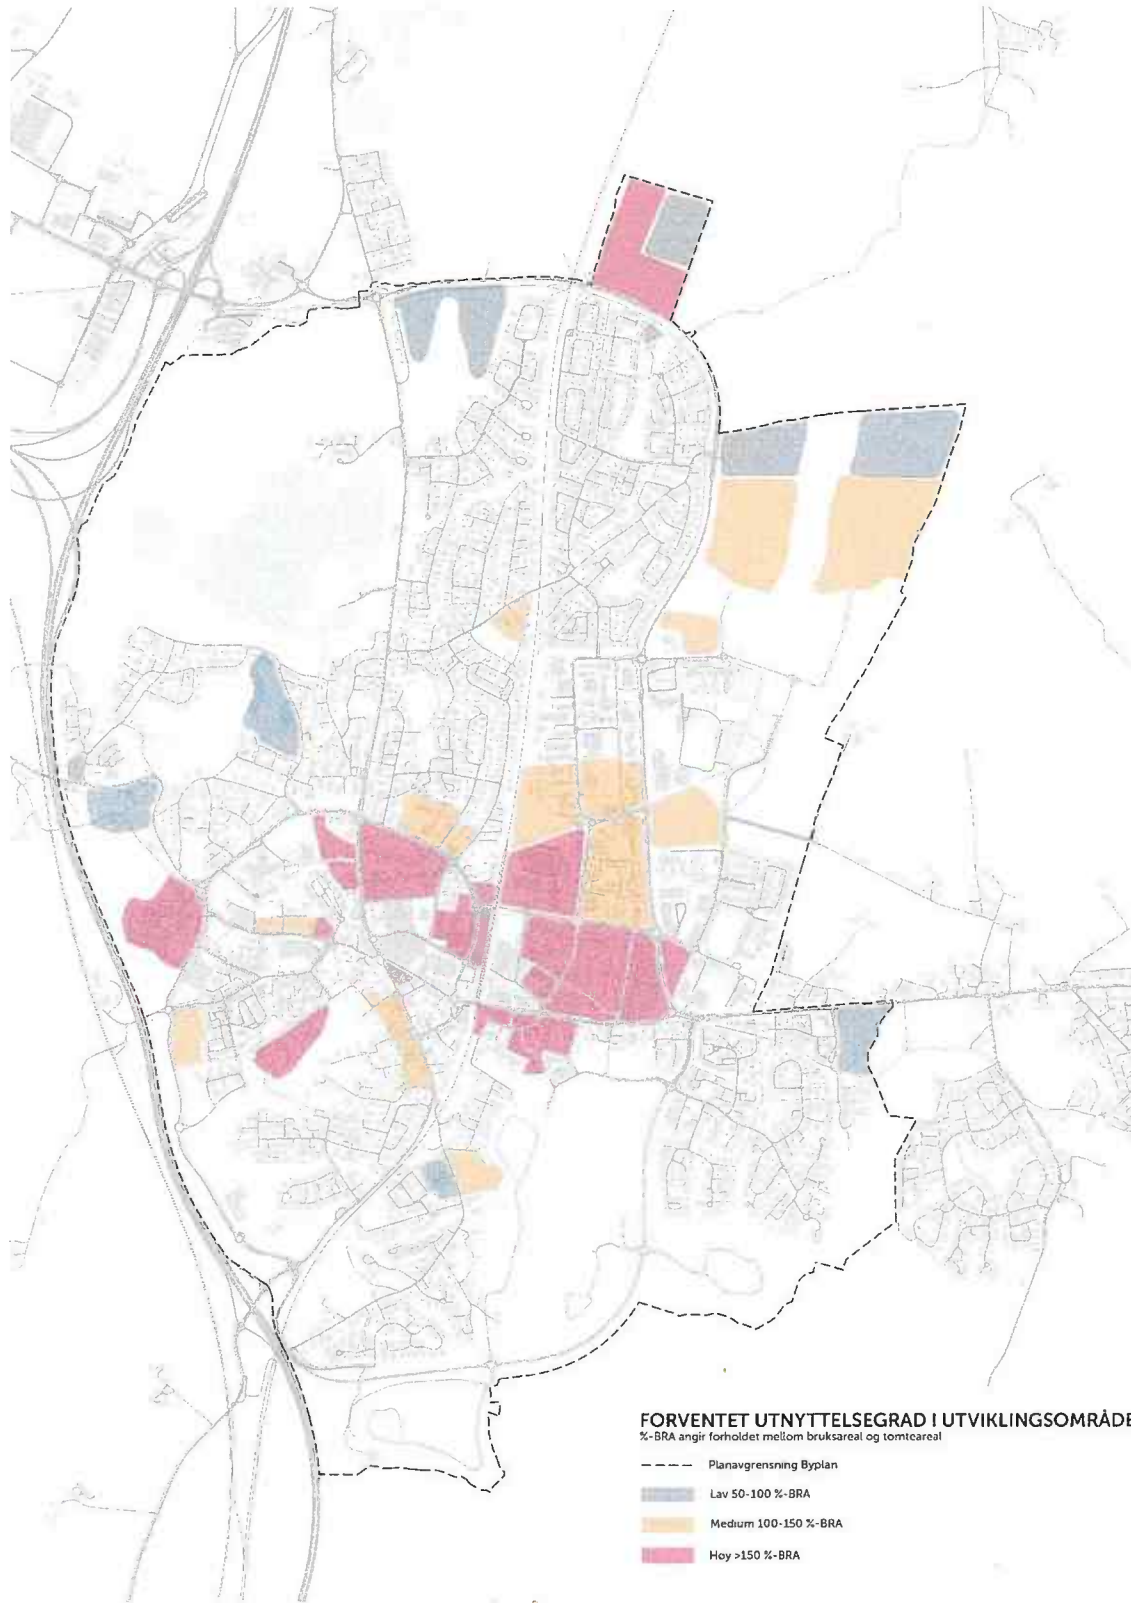 FORVENTET UTNYTTELSEGRAD I UTVIKLINGSOMRÅDE
%-BRA angir forholdet mellom bruksareal og tomteareal
Planavgrensning Byplan
Lav 50-100 %-BRA
Medium 100-150 %-BRA
Høy >150 %-BRA